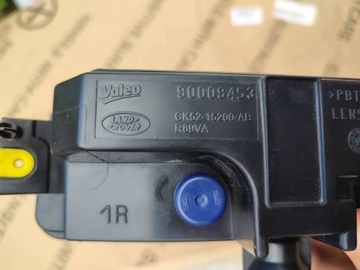 Valeo
90009453
LAND
ROVER
CK52-15200-AB
R89VA
>PBT
LENS
1R